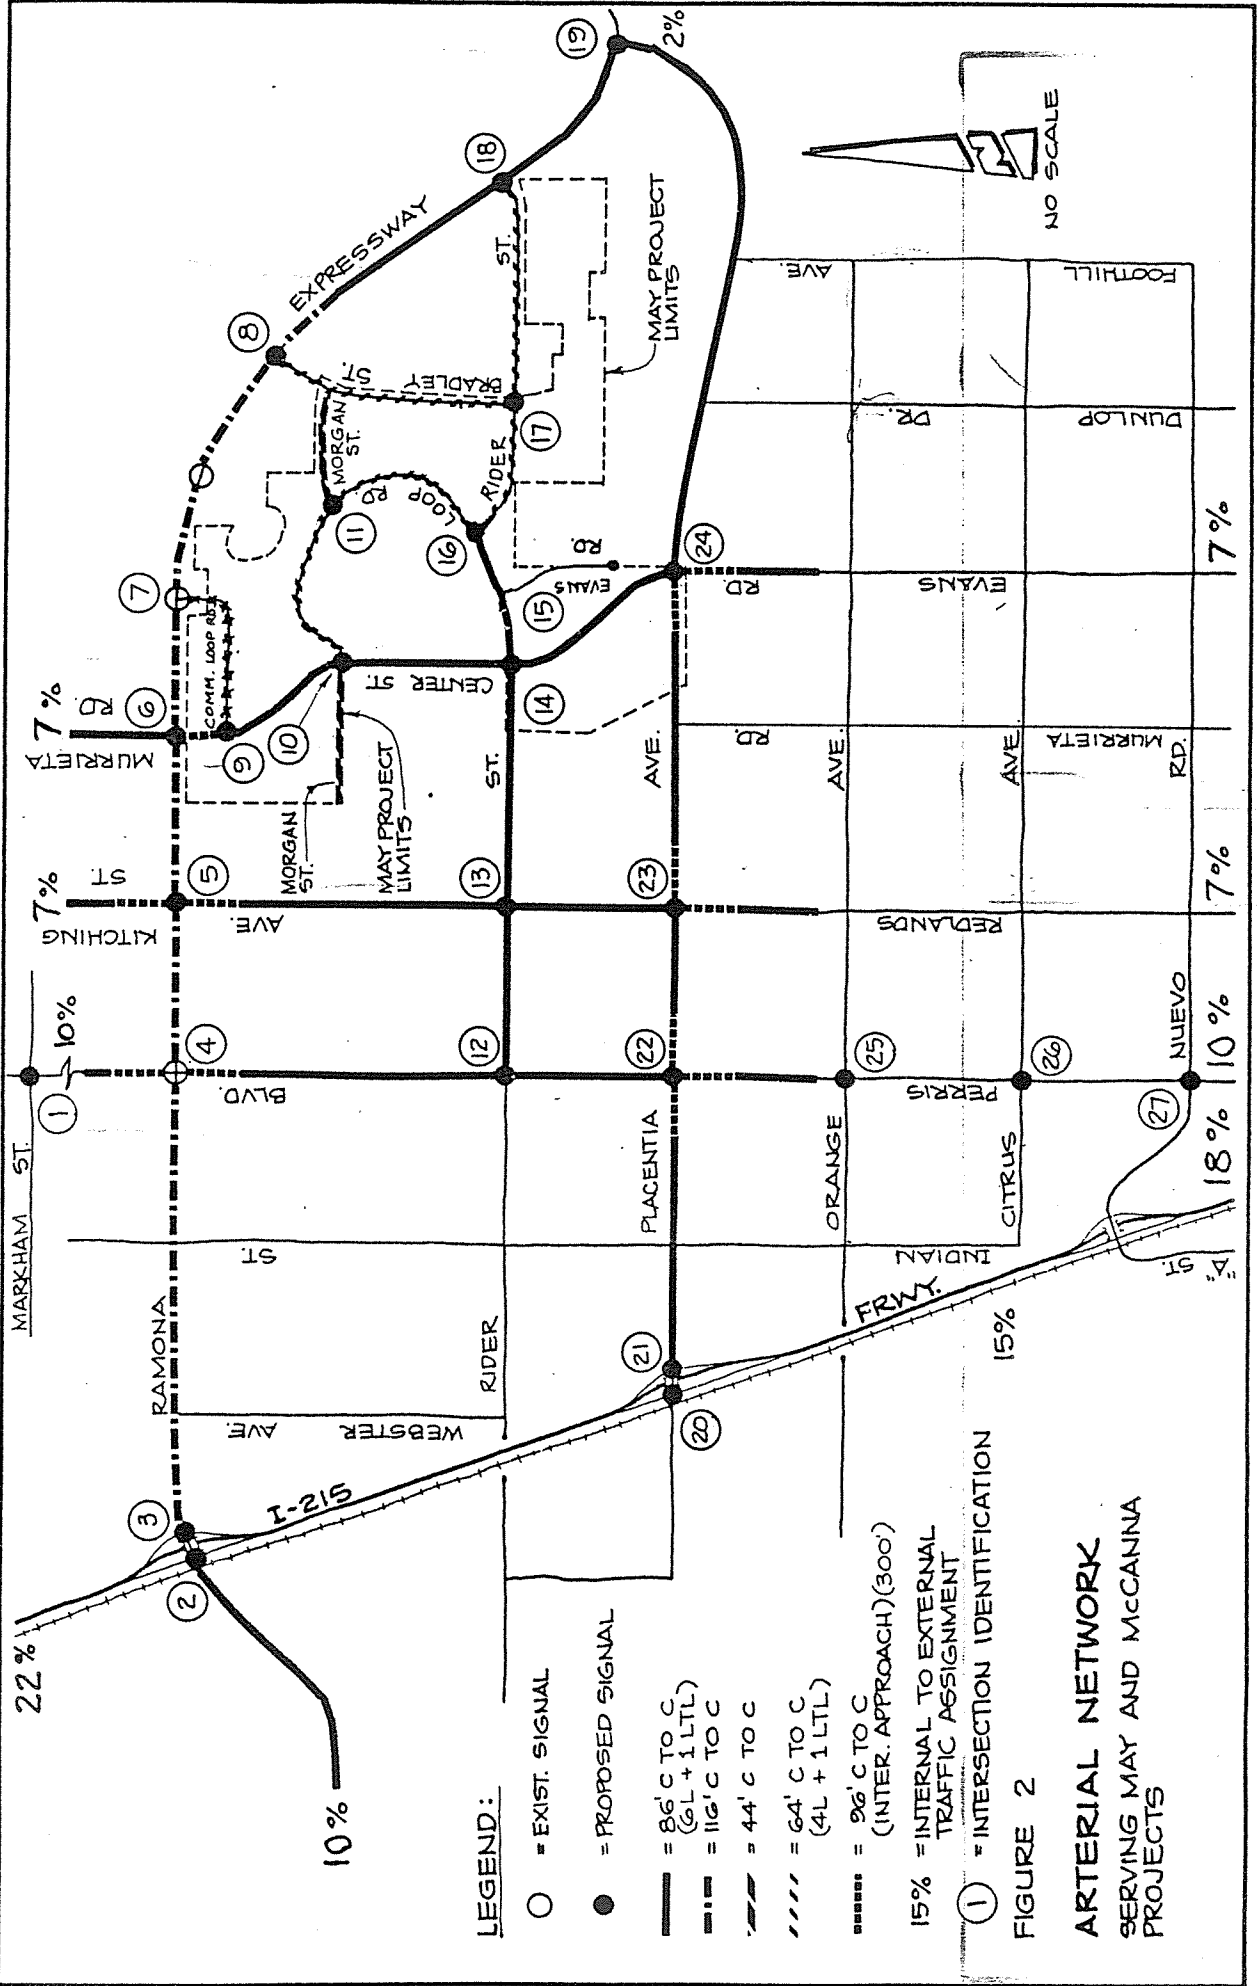 MARKHAM ST.
1
10%
KITCHING ST.
7%
MURRIETA RD.
7%
22%
2
3
RAMONA
4
5
6
7
8
EXPRESSWAY
18
19
2%
I-215
10%
WEBSTER AVE.
INDIAN ST.
PERRIS BLVD.
REDLANDS AVE.
MORGAN ST.
MAY PROJECT LIMITS
9
10
COMM. LOOP RD.
11
MORGAN ST.
BRADLEY ST.
LOOP RD.
16
RIDER
17
ST.
MAY PROJECT LIMITS
RIDER
12
13
ST.
CENTER ST.
14
15
EVANS RD.
20
21
PLACENTIA
22
23
AVE.
24
FRWY.
15%
ORANGE
25
AVE.
MURRIETA RD.
EVANS RD.
DUNLOP DR.
FOOTHILL AVE.
CITRUS
26
AVE.
"A" ST.
27
NUEVO
RD.
18%
10%
7%
7%
NO SCALE
N
LEGEND:
= EXIST. SIGNAL
= PROPOSED SIGNAL
= 86' C TO C
(6L + 1 LTL)
= 116' C TO C
= 44' C TO C
= 64' C TO C
(4L + 1 LTL)
= 96' C TO C
(INTER. APPROACH)(300')
15% = INTERNAL TO EXTERNAL
TRAFFIC ASSIGNMENT
1 = INTERSECTION IDENTIFICATION
FIGURE 2
ARTERIAL NETWORK
SERVING MAY AND McCANNA
PROJECTS